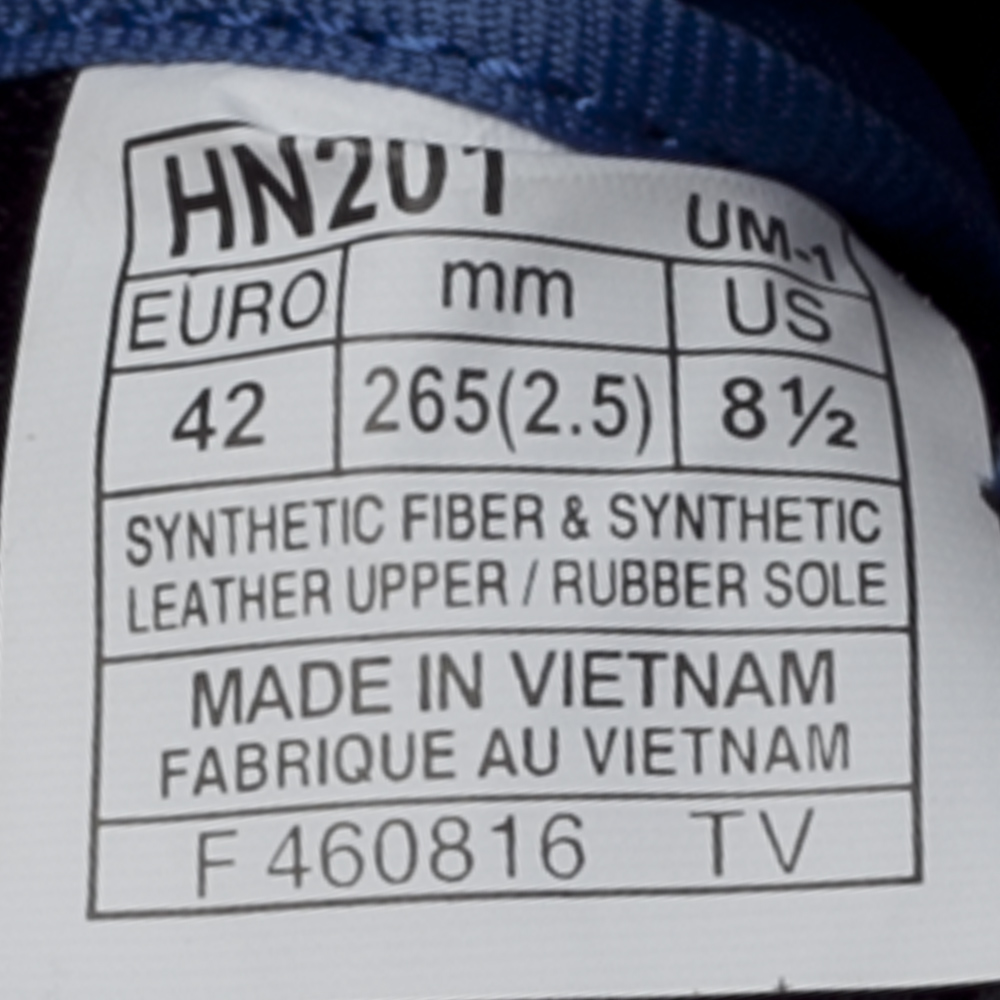 HN201 UM-1
EURO mm US
42 265(2.5) 8½
SYNTHETIC FIBER & SYNTHETIC
LEATHER UPPER / RUBBER SOLE
MADE IN VIETNAM
FABRIQUE AU VIETNAM
F 460816 TV